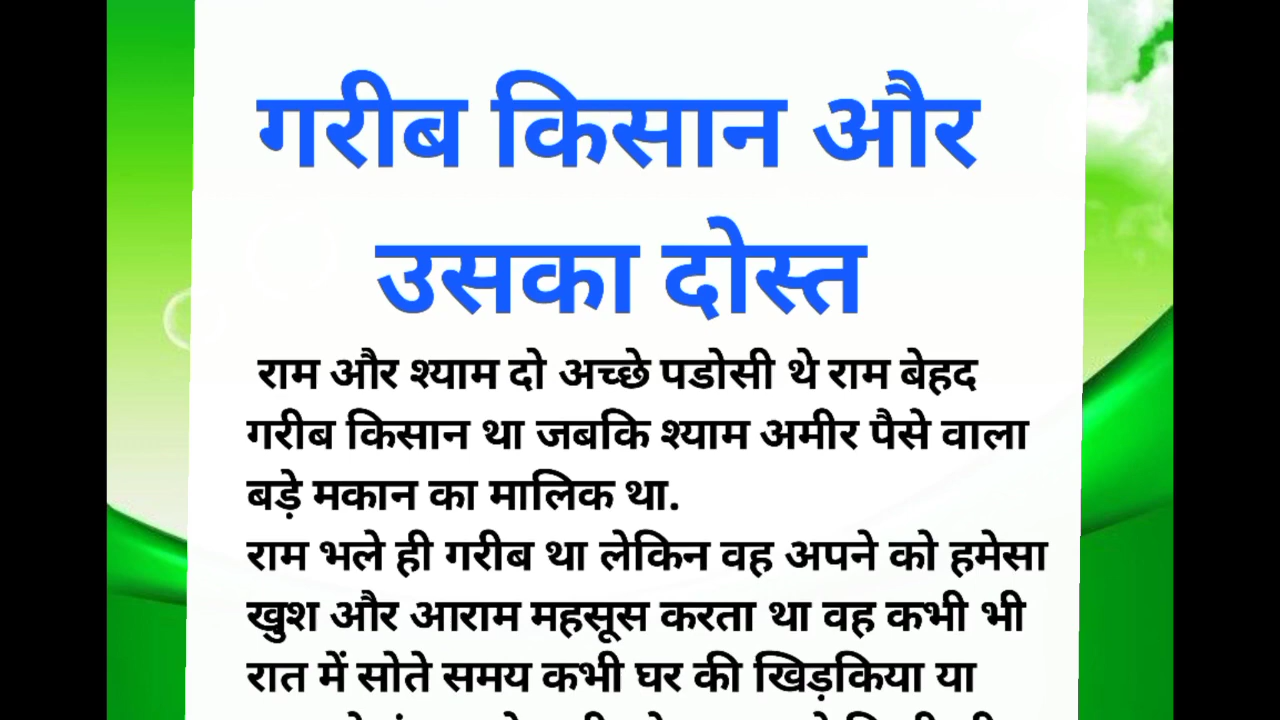 गरीब किसान और
उसका दोस्त
राम और श्याम दो अच्छे पडोसी थे राम बेहद
गरीब किसान था जबकि श्याम अमीर पैसे वाला
बड़े मकान का मालिक था.
राम भले ही गरीब था लेकिन वह अपने को हमेसा
खुश और आराम महसूस करता था वह कभी भी
रात में सोते समय कभी घर की खिड़किया या